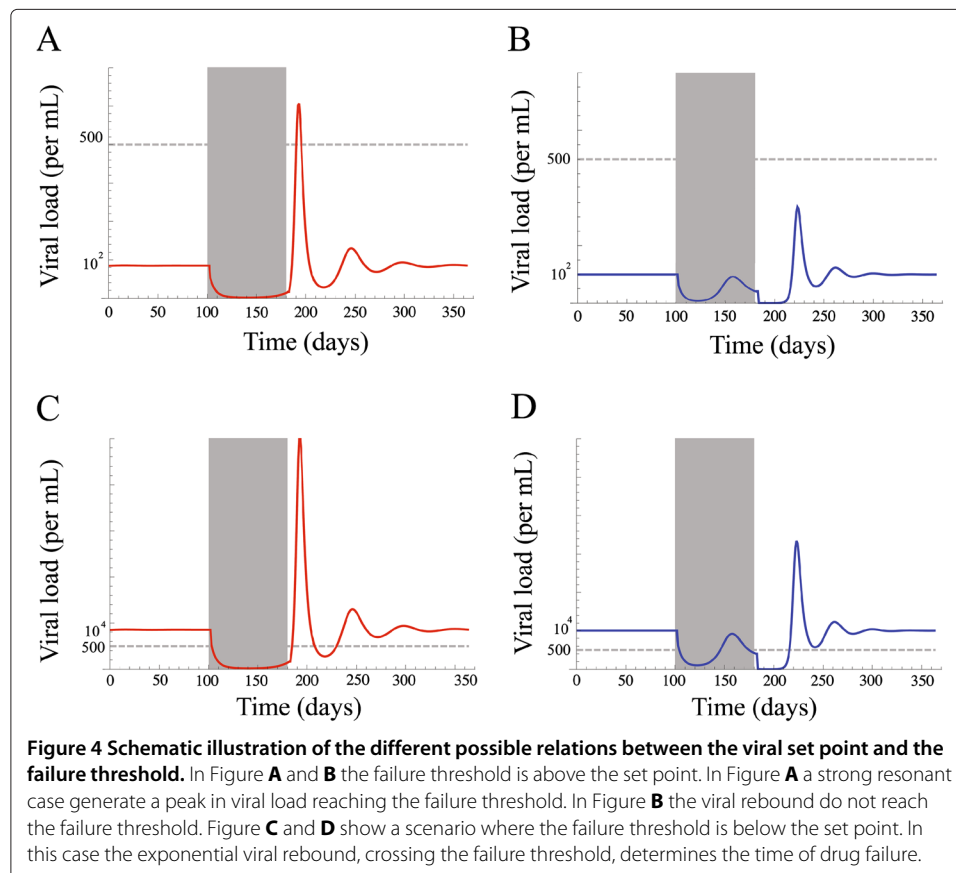 A
Viral load (per mL)
500
10²
0 50 100 150 200 250 300 350
Time (days)
B
Viral load (per mL)
500
10²
0 50 100 150 200 250 300 350
Time (days)
C
Viral load (per mL)
10⁴
500
0 50 100 150 200 250 300 350
Time (days)
D
Viral load (per mL)
10⁴
500
0 50 100 150 200 250 300 350
Time (days)
Figure 4 Schematic illustration of the different possible relations between the viral set point and the
failure threshold. In Figure A and B the failure threshold is above the set point. In Figure A a strong resonant
case generate a peak in viral load reaching the failure threshold. In Figure B the viral rebound do not reach
the failure threshold. Figure C and D show a scenario where the failure threshold is below the set point. In
this case the exponential viral rebound, crossing the failure threshold, determines the time of drug failure.